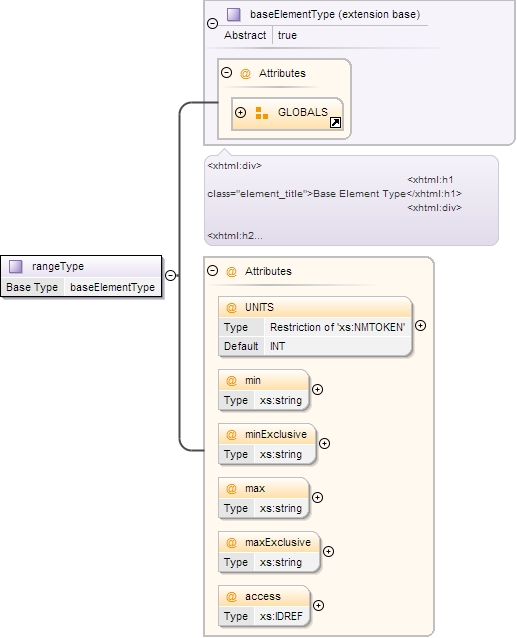 baseElementType (extension base)
Abstract true
@ Attributes
GLOBALS
<xhtml:div>
<xhtml:h1
class="element_title">Base Element Type</xhtml:h1>
<xhtml:div>
<xhtml:h2...
rangeType
Base Type baseElementType
@ Attributes
@ UNITS
Type Restriction of 'xs:NMTOKEN'
Default INT
@ min
Type xs:string
@ minExclusive
Type xs:string
@ max
Type xs:string
@ maxExclusive
Type xs:string
@ access
Type xs:IDREF